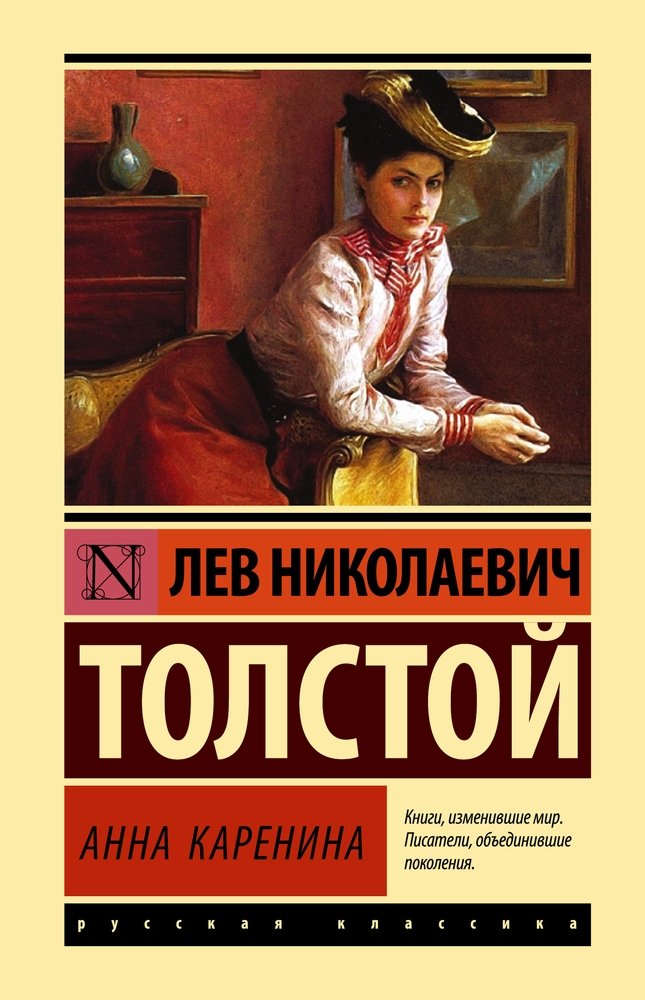 N
ЛЕВ НИКОЛАЕВИЧ
ТОЛСТОЙ
АННА КАРЕНИНА
Книги, изменившие мир.
Писатели, объединившие
поколения.
русская классика